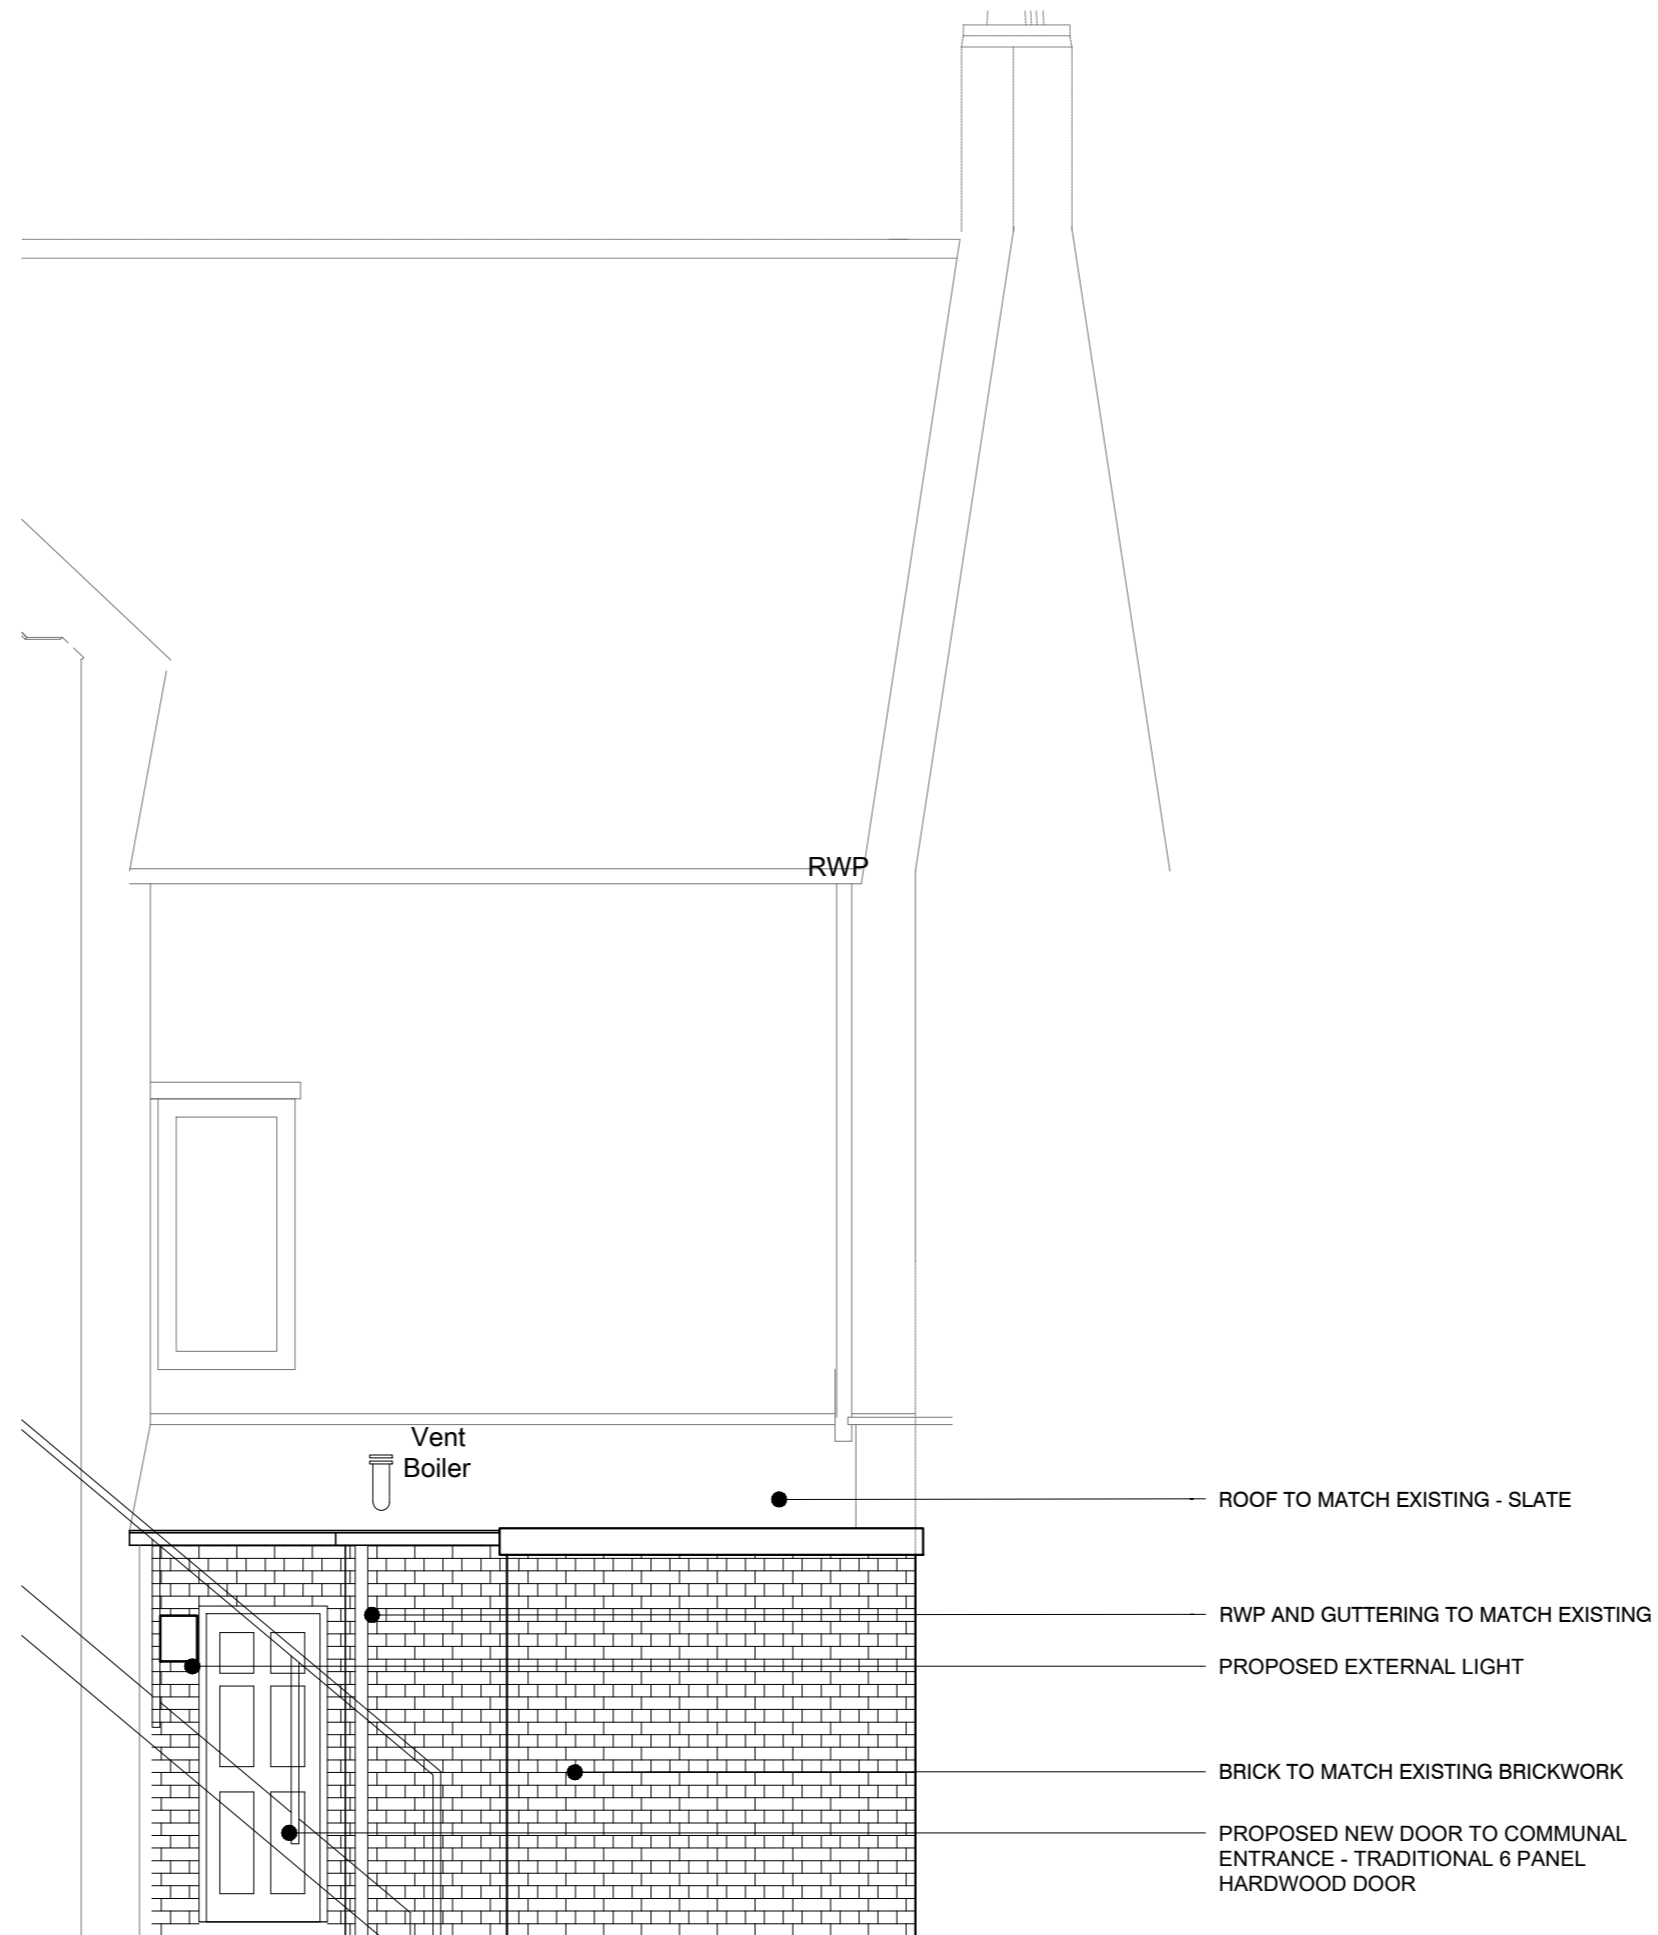 RWP
Vent
Boiler
ROOF TO MATCH EXISTING - SLATE
RWP AND GUTTERING TO MATCH EXISTING
PROPOSED EXTERNAL LIGHT
BRICK TO MATCH EXISTING BRICKWORK
PROPOSED NEW DOOR TO COMMUNAL
ENTRANCE - TRADITIONAL 6 PANEL
HARDWOOD DOOR